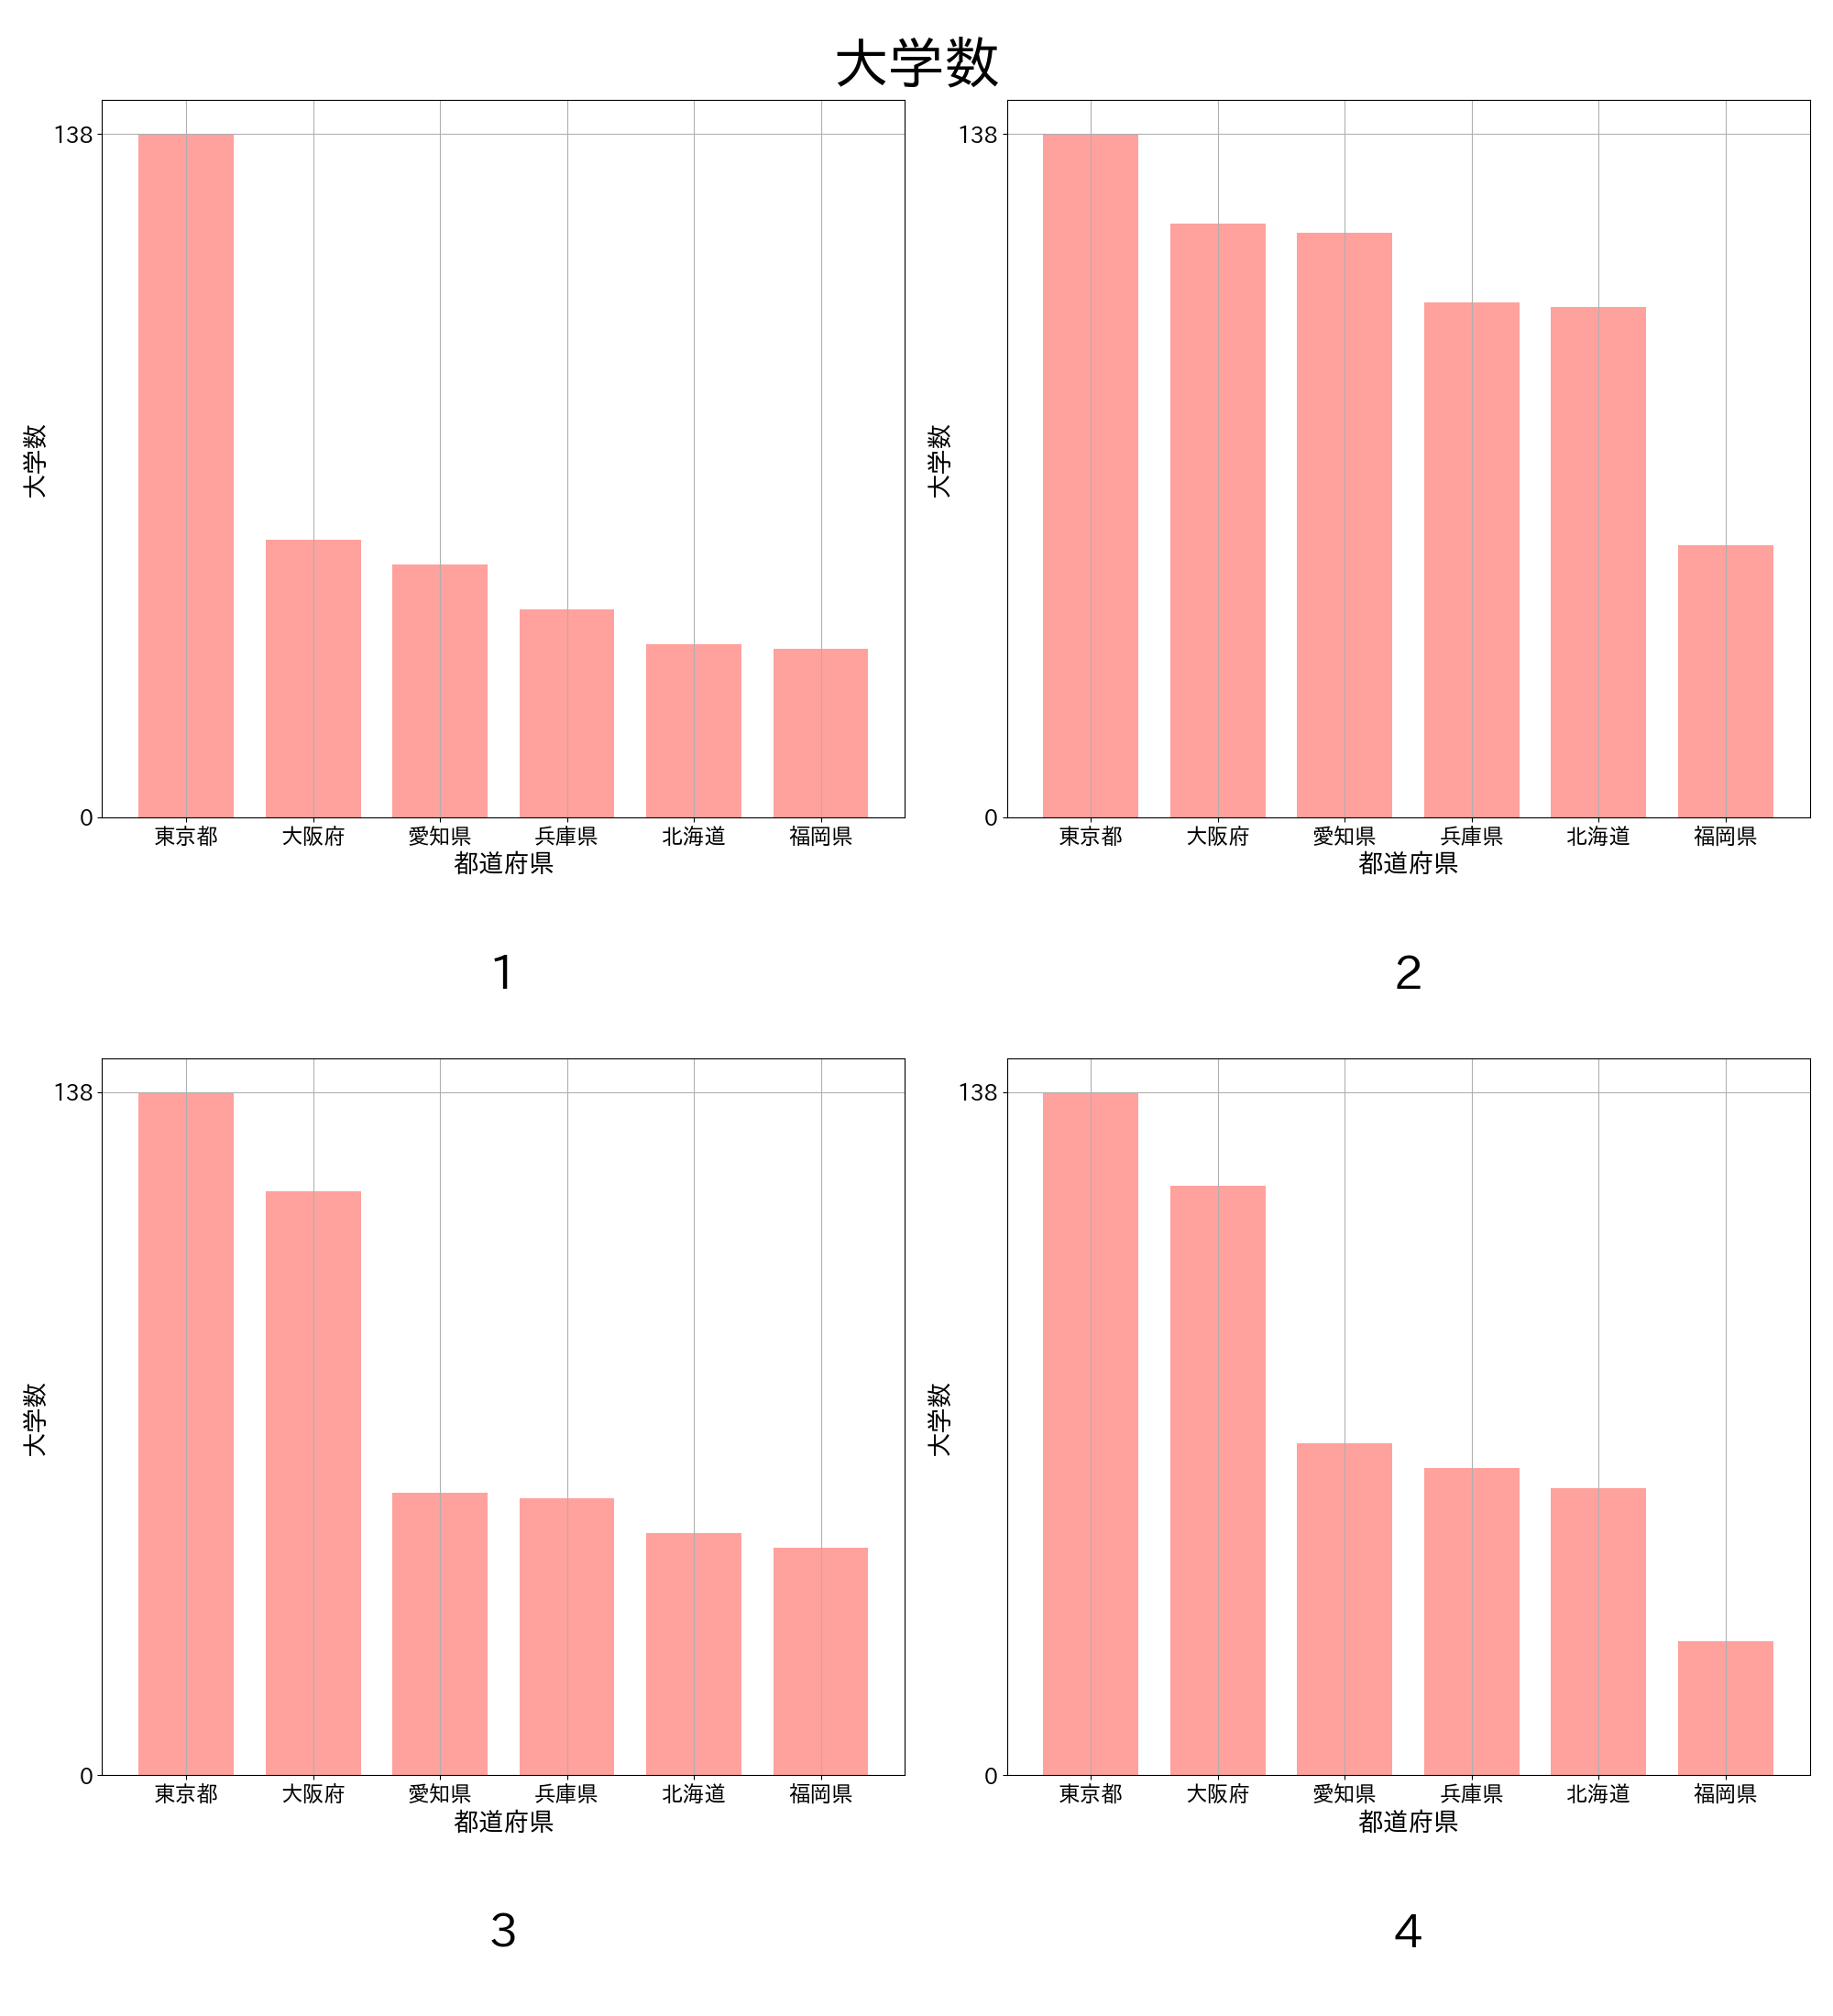 大学数
138
0
大学数
東京都 大阪府 愛知県 兵庫県 北海道 福岡県
都道府県
1
138
0
大学数
東京都 大阪府 愛知県 兵庫県 北海道 福岡県
都道府県
2
138
0
大学数
東京都 大阪府 愛知県 兵庫県 北海道 福岡県
都道府県
3
138
0
大学数
東京都 大阪府 愛知県 兵庫県 北海道 福岡県
都道府県
4